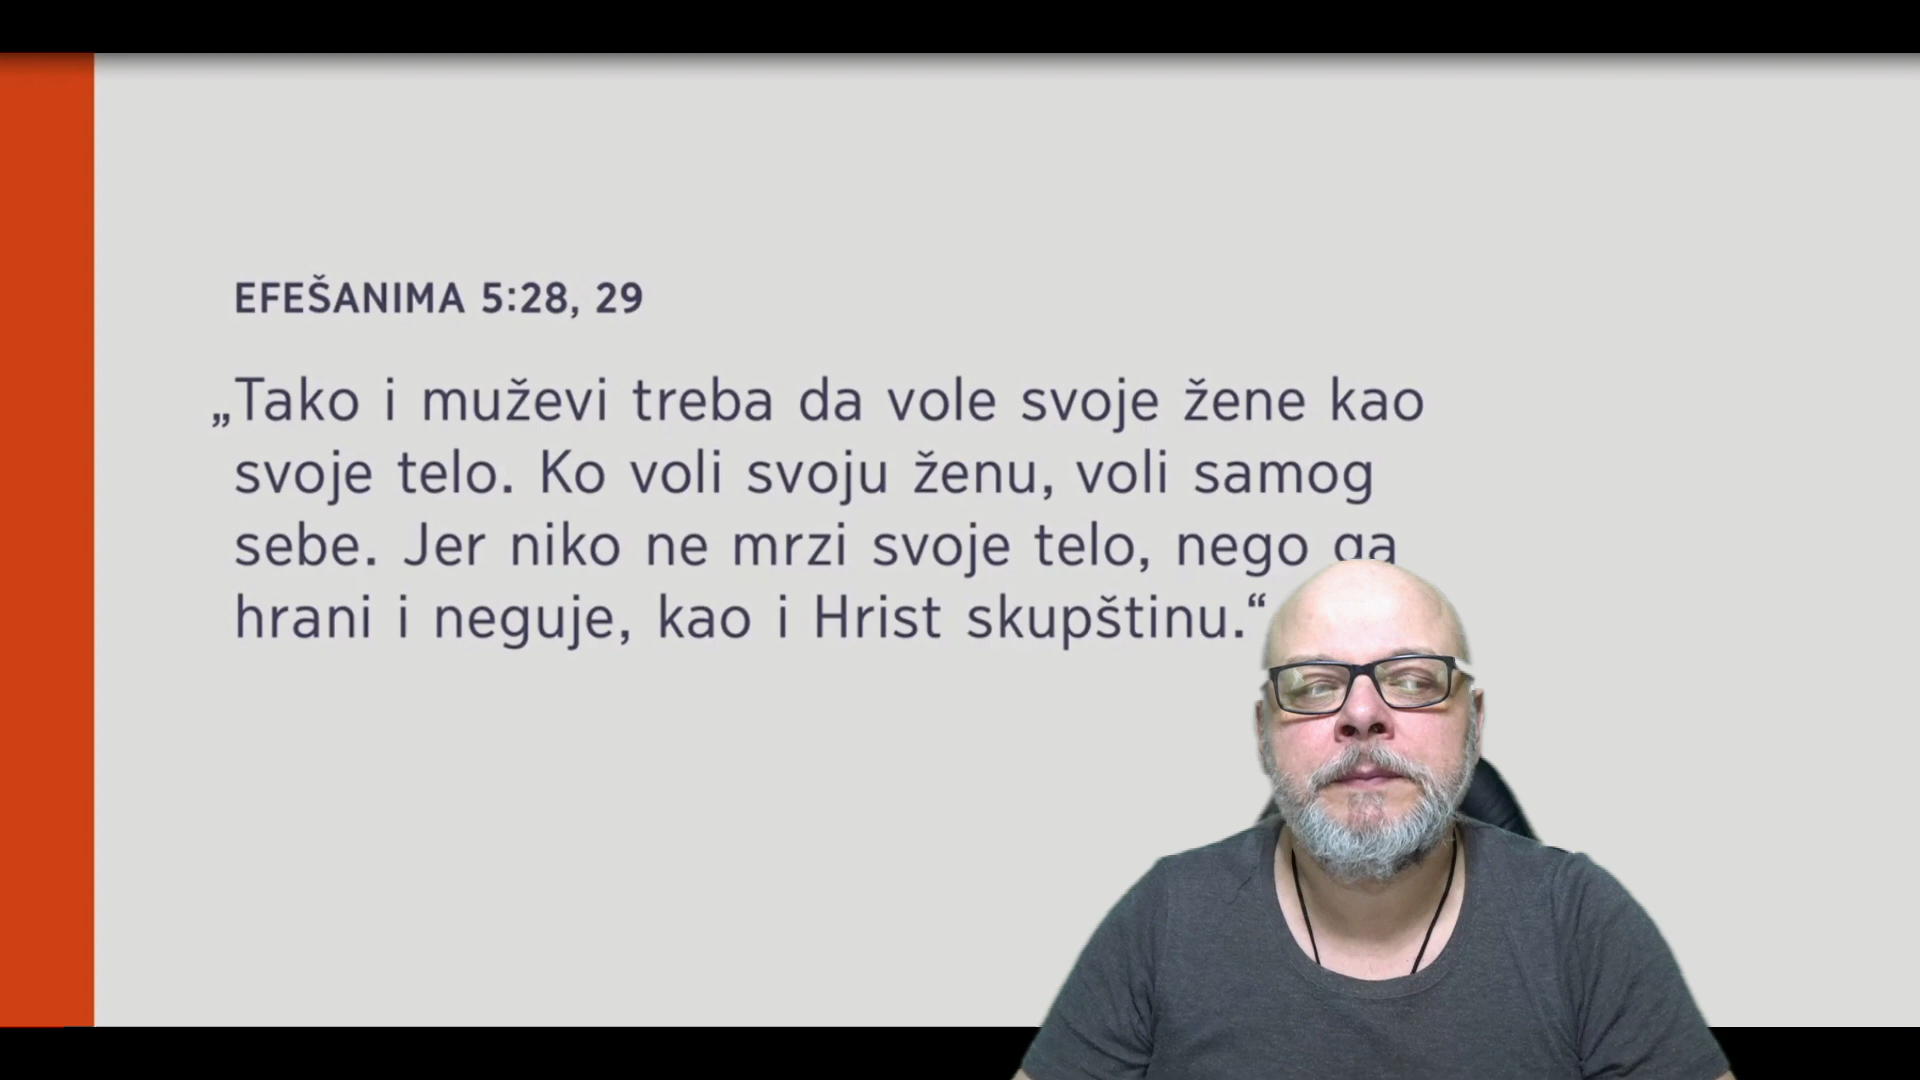 EFEŠANIMA 5:28, 29
„Tako i muževi treba da vole svoje žene kao
svoje telo. Ko voli svoju ženu, voli samog
sebe. Jer niko ne mrzi svoje telo, nego ga
hrani i neguje, kao i Hrist skupštinu.“